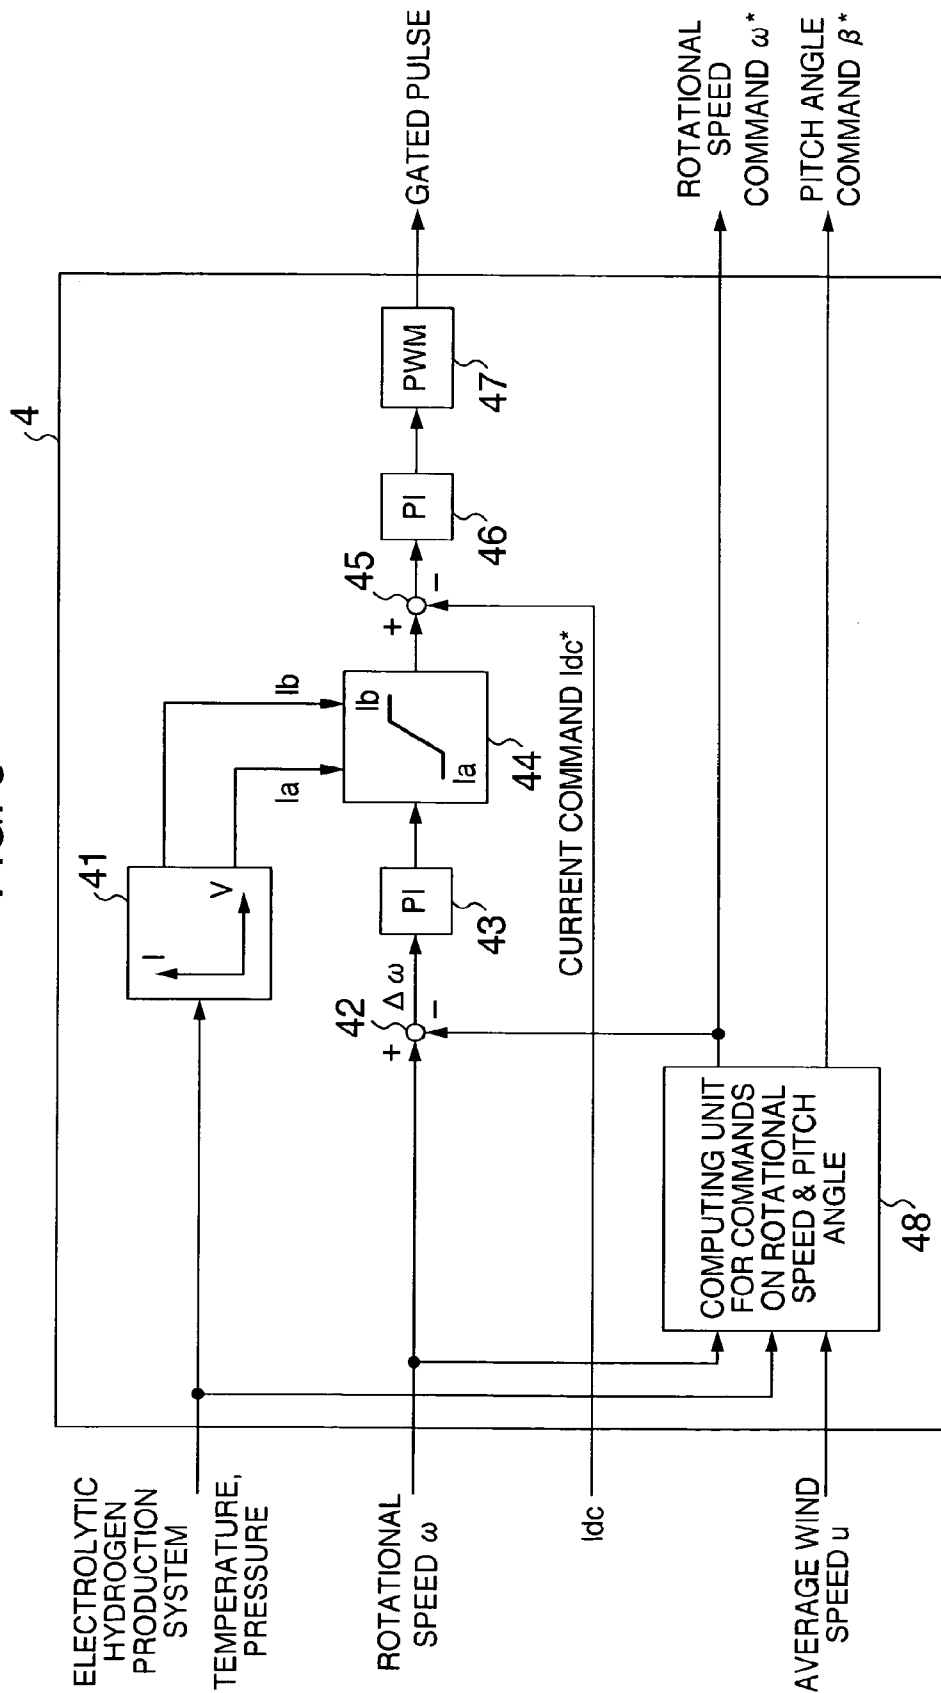 4
ELECTROLYTIC
HYDROGEN
PRODUCTION
SYSTEM
TEMPERATURE,
PRESSURE
41
I
V
Ia
Ib
ROTATIONAL
SPEED ω
+
42
−
Δω
PI
43
Ib
Ia
44
+
45
−
PI
46
PWM
47
GATED PULSE
Idc
CURRENT COMMAND Idc*
AVERAGE WIND
SPEED u
COMPUTING UNIT
FOR COMMANDS
ON ROTATIONAL
SPEED & PITCH
ANGLE
48
ROTATIONAL
SPEED
COMMAND ω*
PITCH ANGLE
COMMAND β*